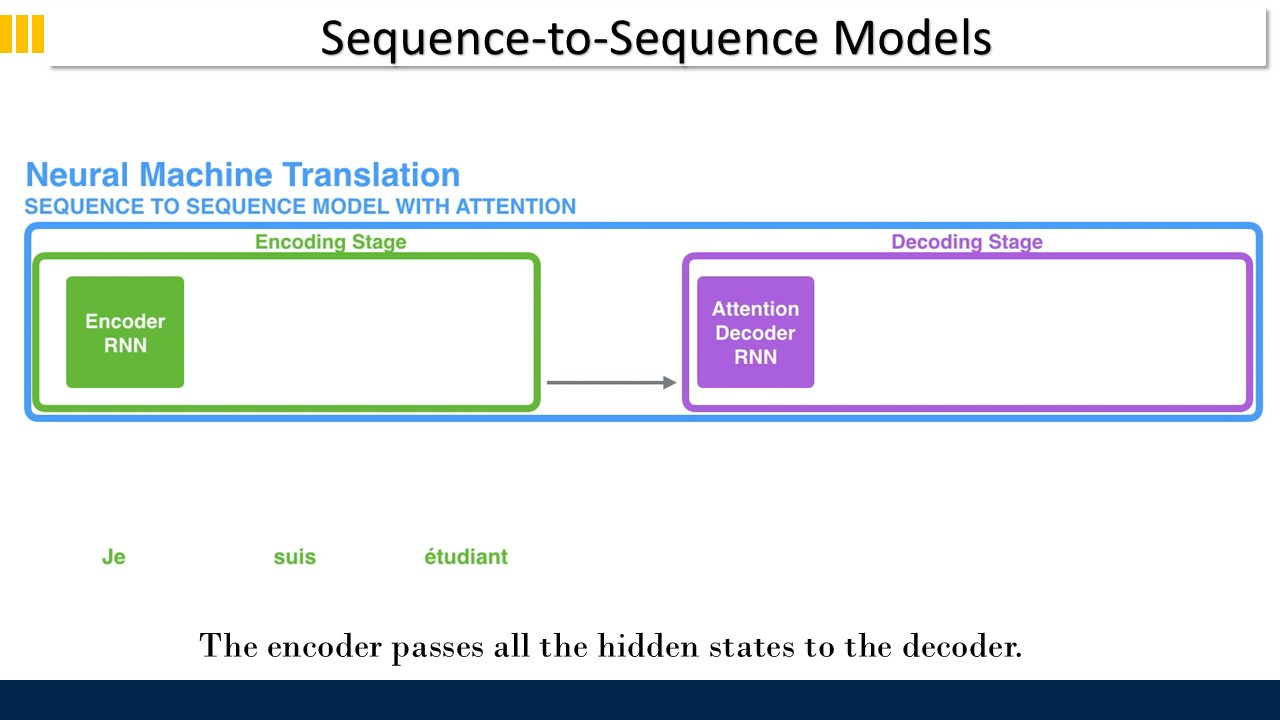 Sequence-to-Sequence Models
Neural Machine Translation
SEQUENCE TO SEQUENCE MODEL WITH ATTENTION
Encoding Stage
Decoding Stage
Encoder
RNN
Attention
Decoder
RNN
Je suis étudiant
The encoder passes all the hidden states to the decoder.